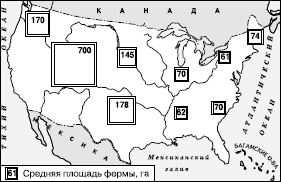 КАНАДА
ТИХИЙ ОКЕАН
170
700
145
70
61
74
178
62
70
АТЛАНТИЧЕСКИЙ ОКЕАН
МЕКСИКА
Мексиканский
залив
БАГАМСКИЕ О-ВА
61 Средняя площадь фермы, га